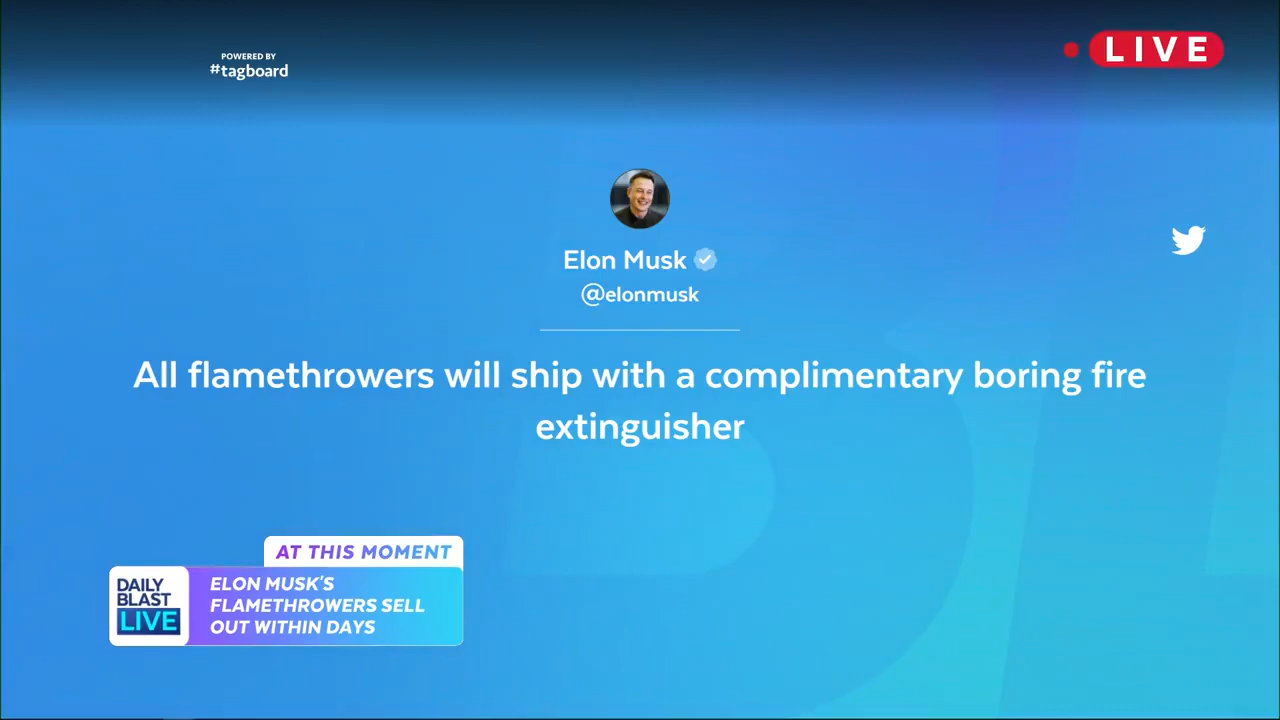 POWERED BY
#tagboard
LIVE
Elon Musk
@elonmusk
All flamethrowers will ship with a complimentary boring fire
extinguisher
AT THIS MOMENT
DAILY
BLAST
LIVE
ELON MUSK'S
FLAMETHROWERS SELL
OUT WITHIN DAYS